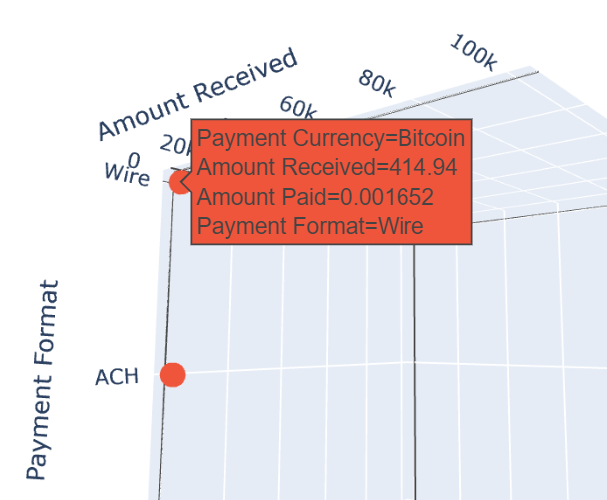 100k
80k
60k
20k
0
Amount Received
Wire
Payment Currency=Bitcoin
Amount Received=414.94
Amount Paid=0.001652
Payment Format=Wire
ACH
Payment Format